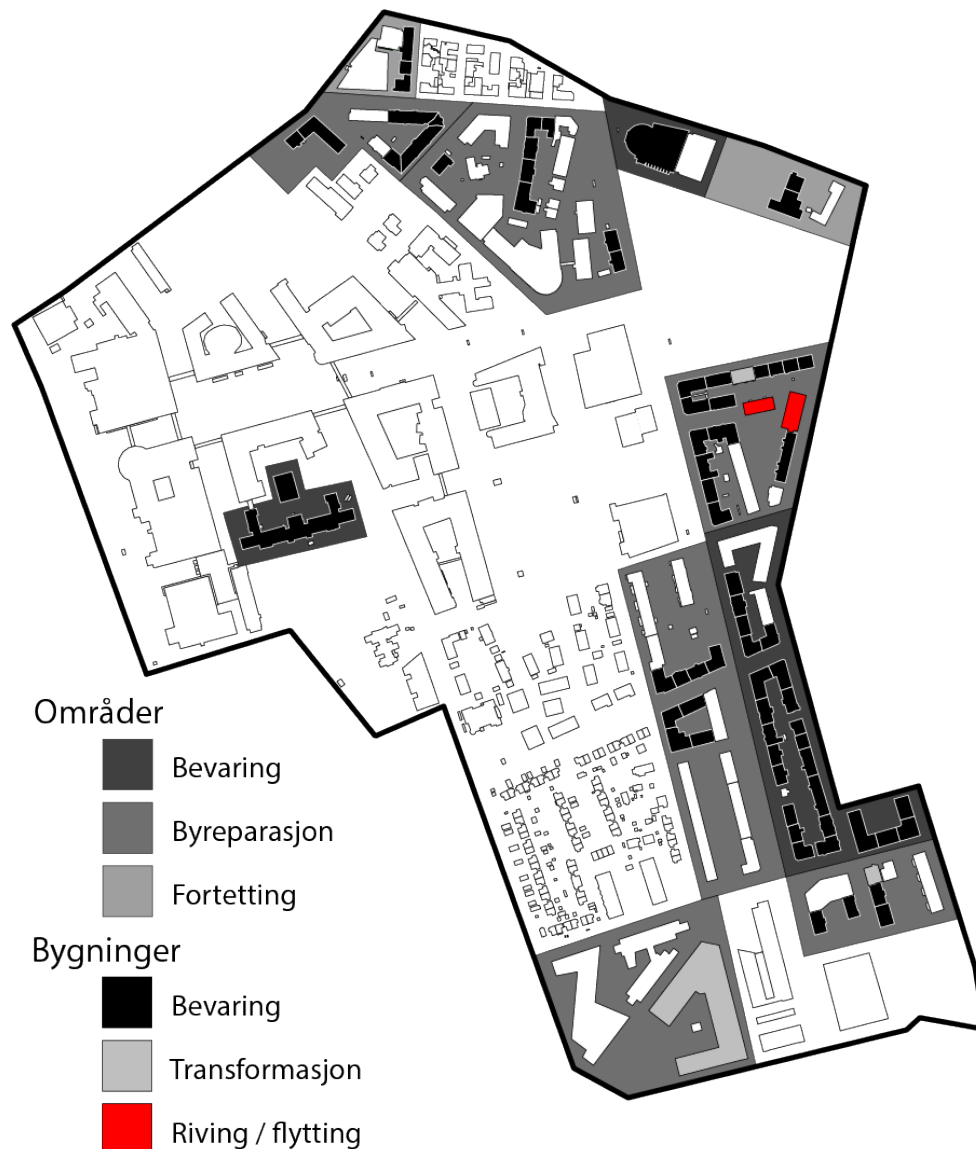 Områder
Bevaring
Byreparasjon
Fortetting
Bygninger
Bevaring
Transformasjon
Riving / flytting